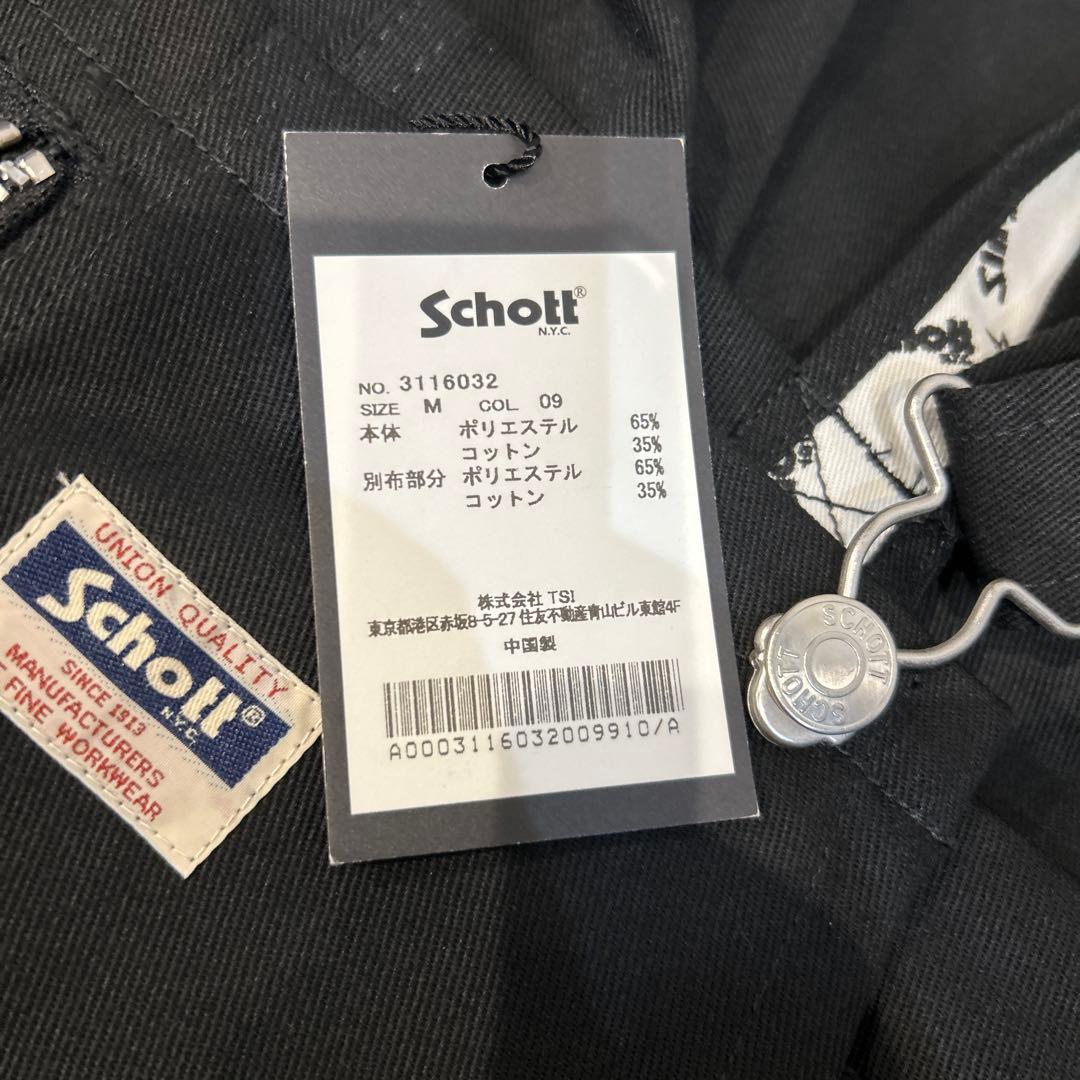 Schott®
N.Y.C.
NO. 3116032
SIZE M COL 09
本体 ポリエステル 65%
コットン 35%
別布部分 ポリエステル 65%
コットン 35%
株式会社 TSI
東京都港区赤坂8-5-27 住友不動産青山ビル東館4F
中国製
A0003116032009910/A
UNION QUALITY
Schott®
N.Y.C.
SINCE 1913
MANUFACTURERS
FINE WORKWEAR
SCHOTT
SCHOTT